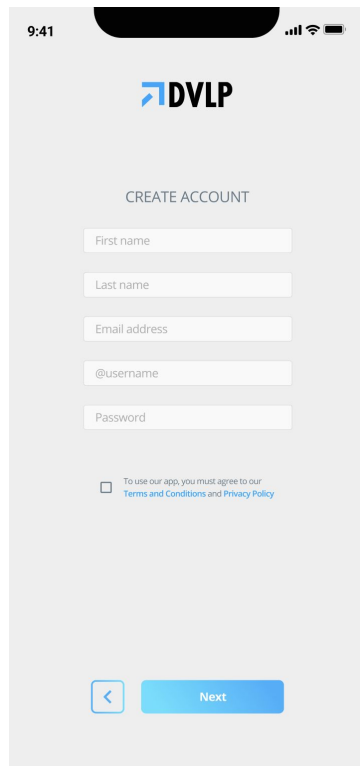 9:41
DVLP
CREATE ACCOUNT
First name
Last name
Email address
@username
Password
To use our app, you must agree to our
Terms and Conditions and Privacy Policy
Next